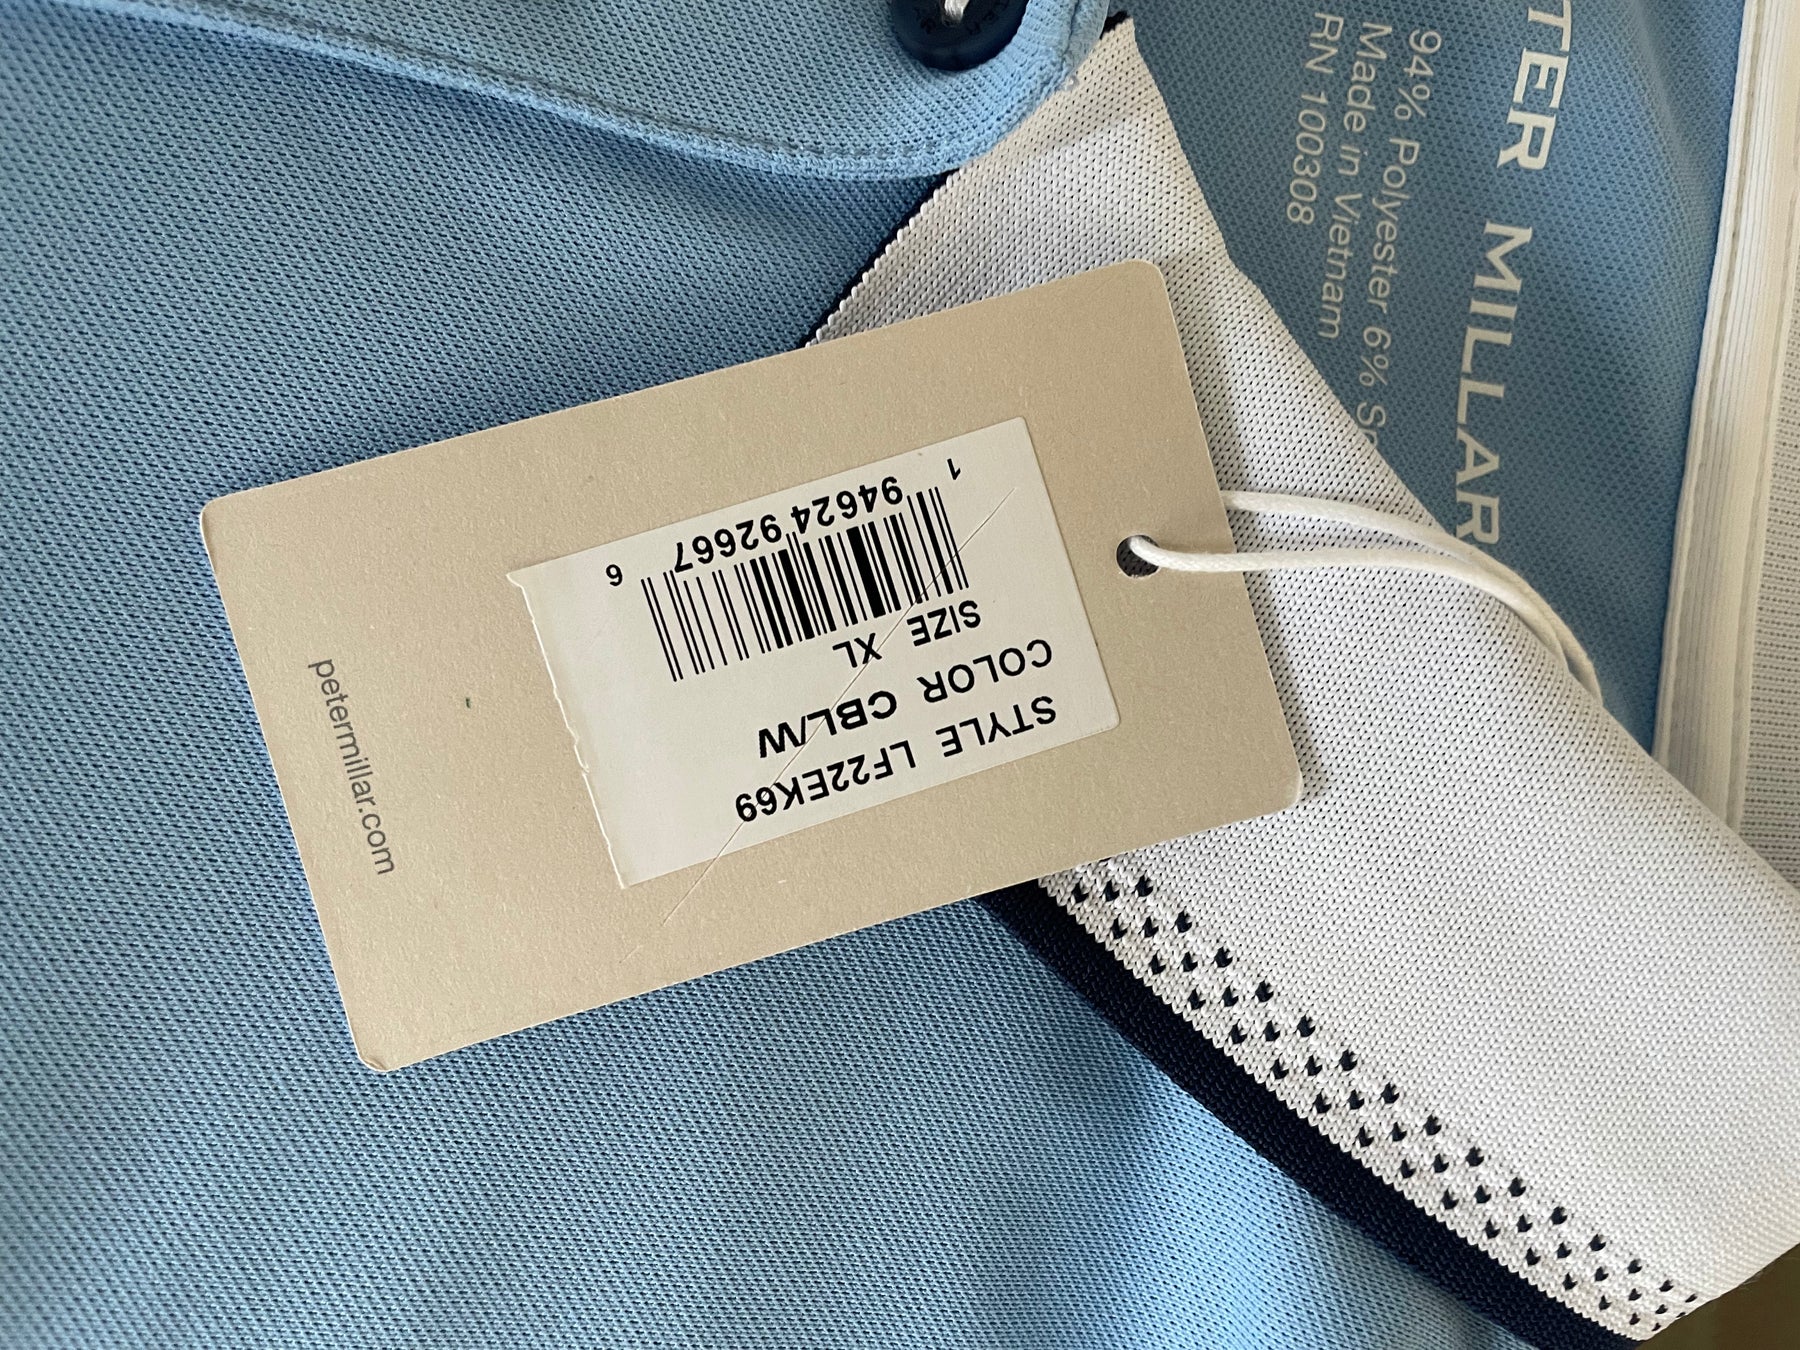 STYLE LF22EK69
COLOR CBL/W
SIZE XL
1 94624 92667 6
petermillar.com
TER MILLAR
94% Polyester 6%
Made in Vietnam
RN 100308